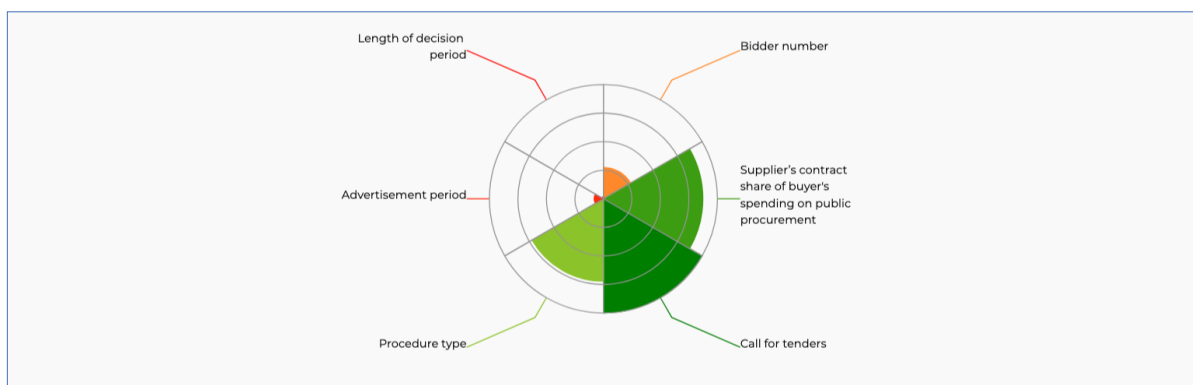 Length of decision
period
Bidder number
Advertisement period
Supplier’s contract
share of buyer's
spending on public
procurement
Procedure type
Call for tenders